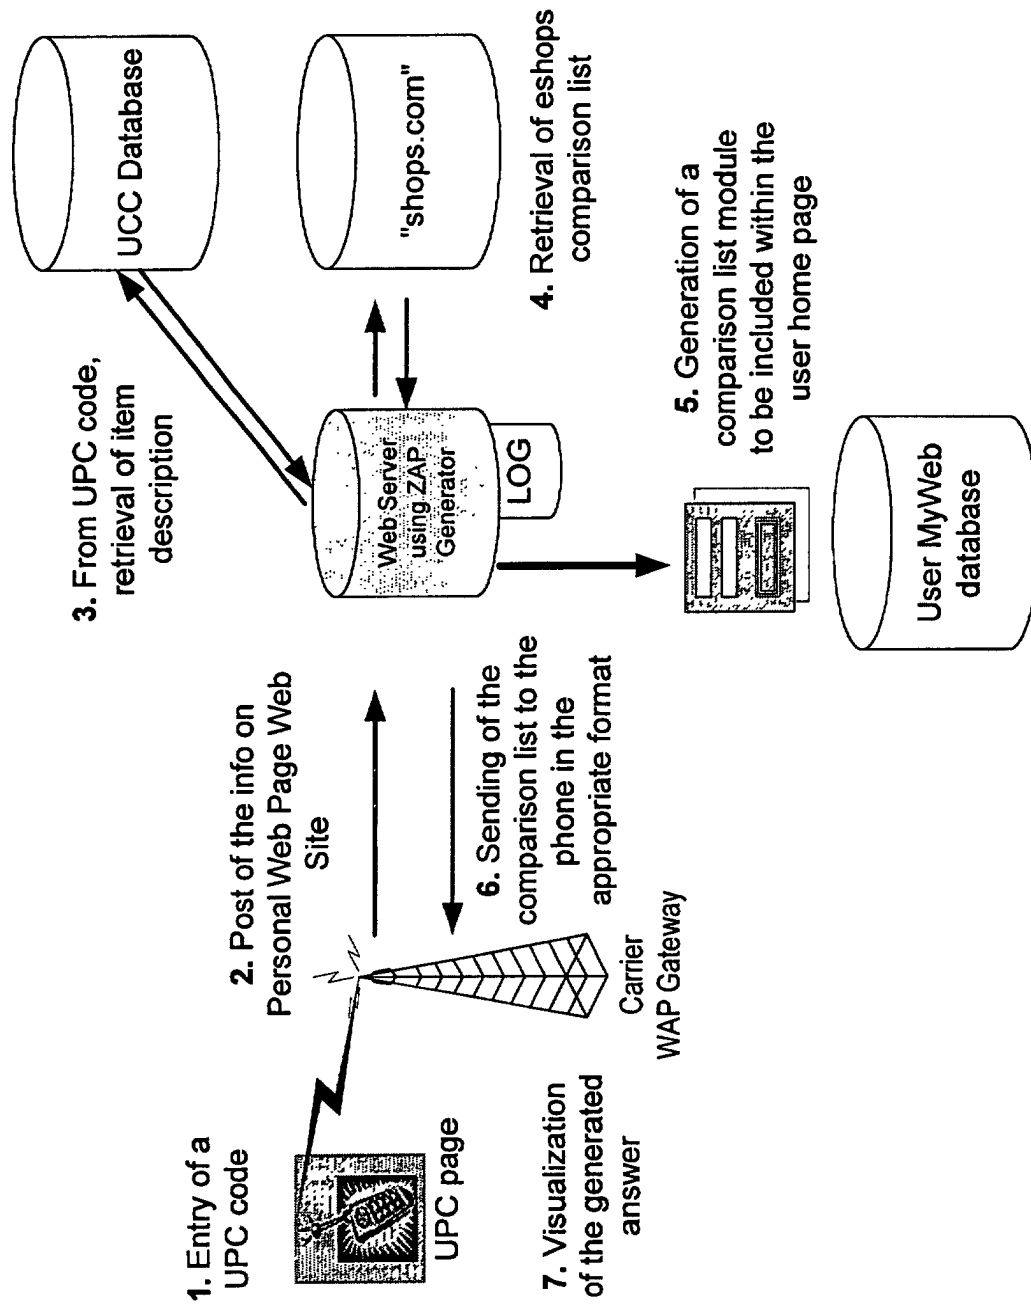 1. Entry of a
UPC code
UPC page
7. Visualization
of the generated
answer
2. Post of the info on
Personal Web Page Web
Site
6. Sending of the
comparison list to the
phone in the
appropriate format
Carrier
WAP Gateway
3. From UPC code,
retrieval of item
description
Web Server
using ZAP
Generator
LOG
UCC Database
"shops.com"
4. Retrieval of eshops
comparison list
5. Generation of a
comparison list module
to be included within the
user home page
User MyWeb
database